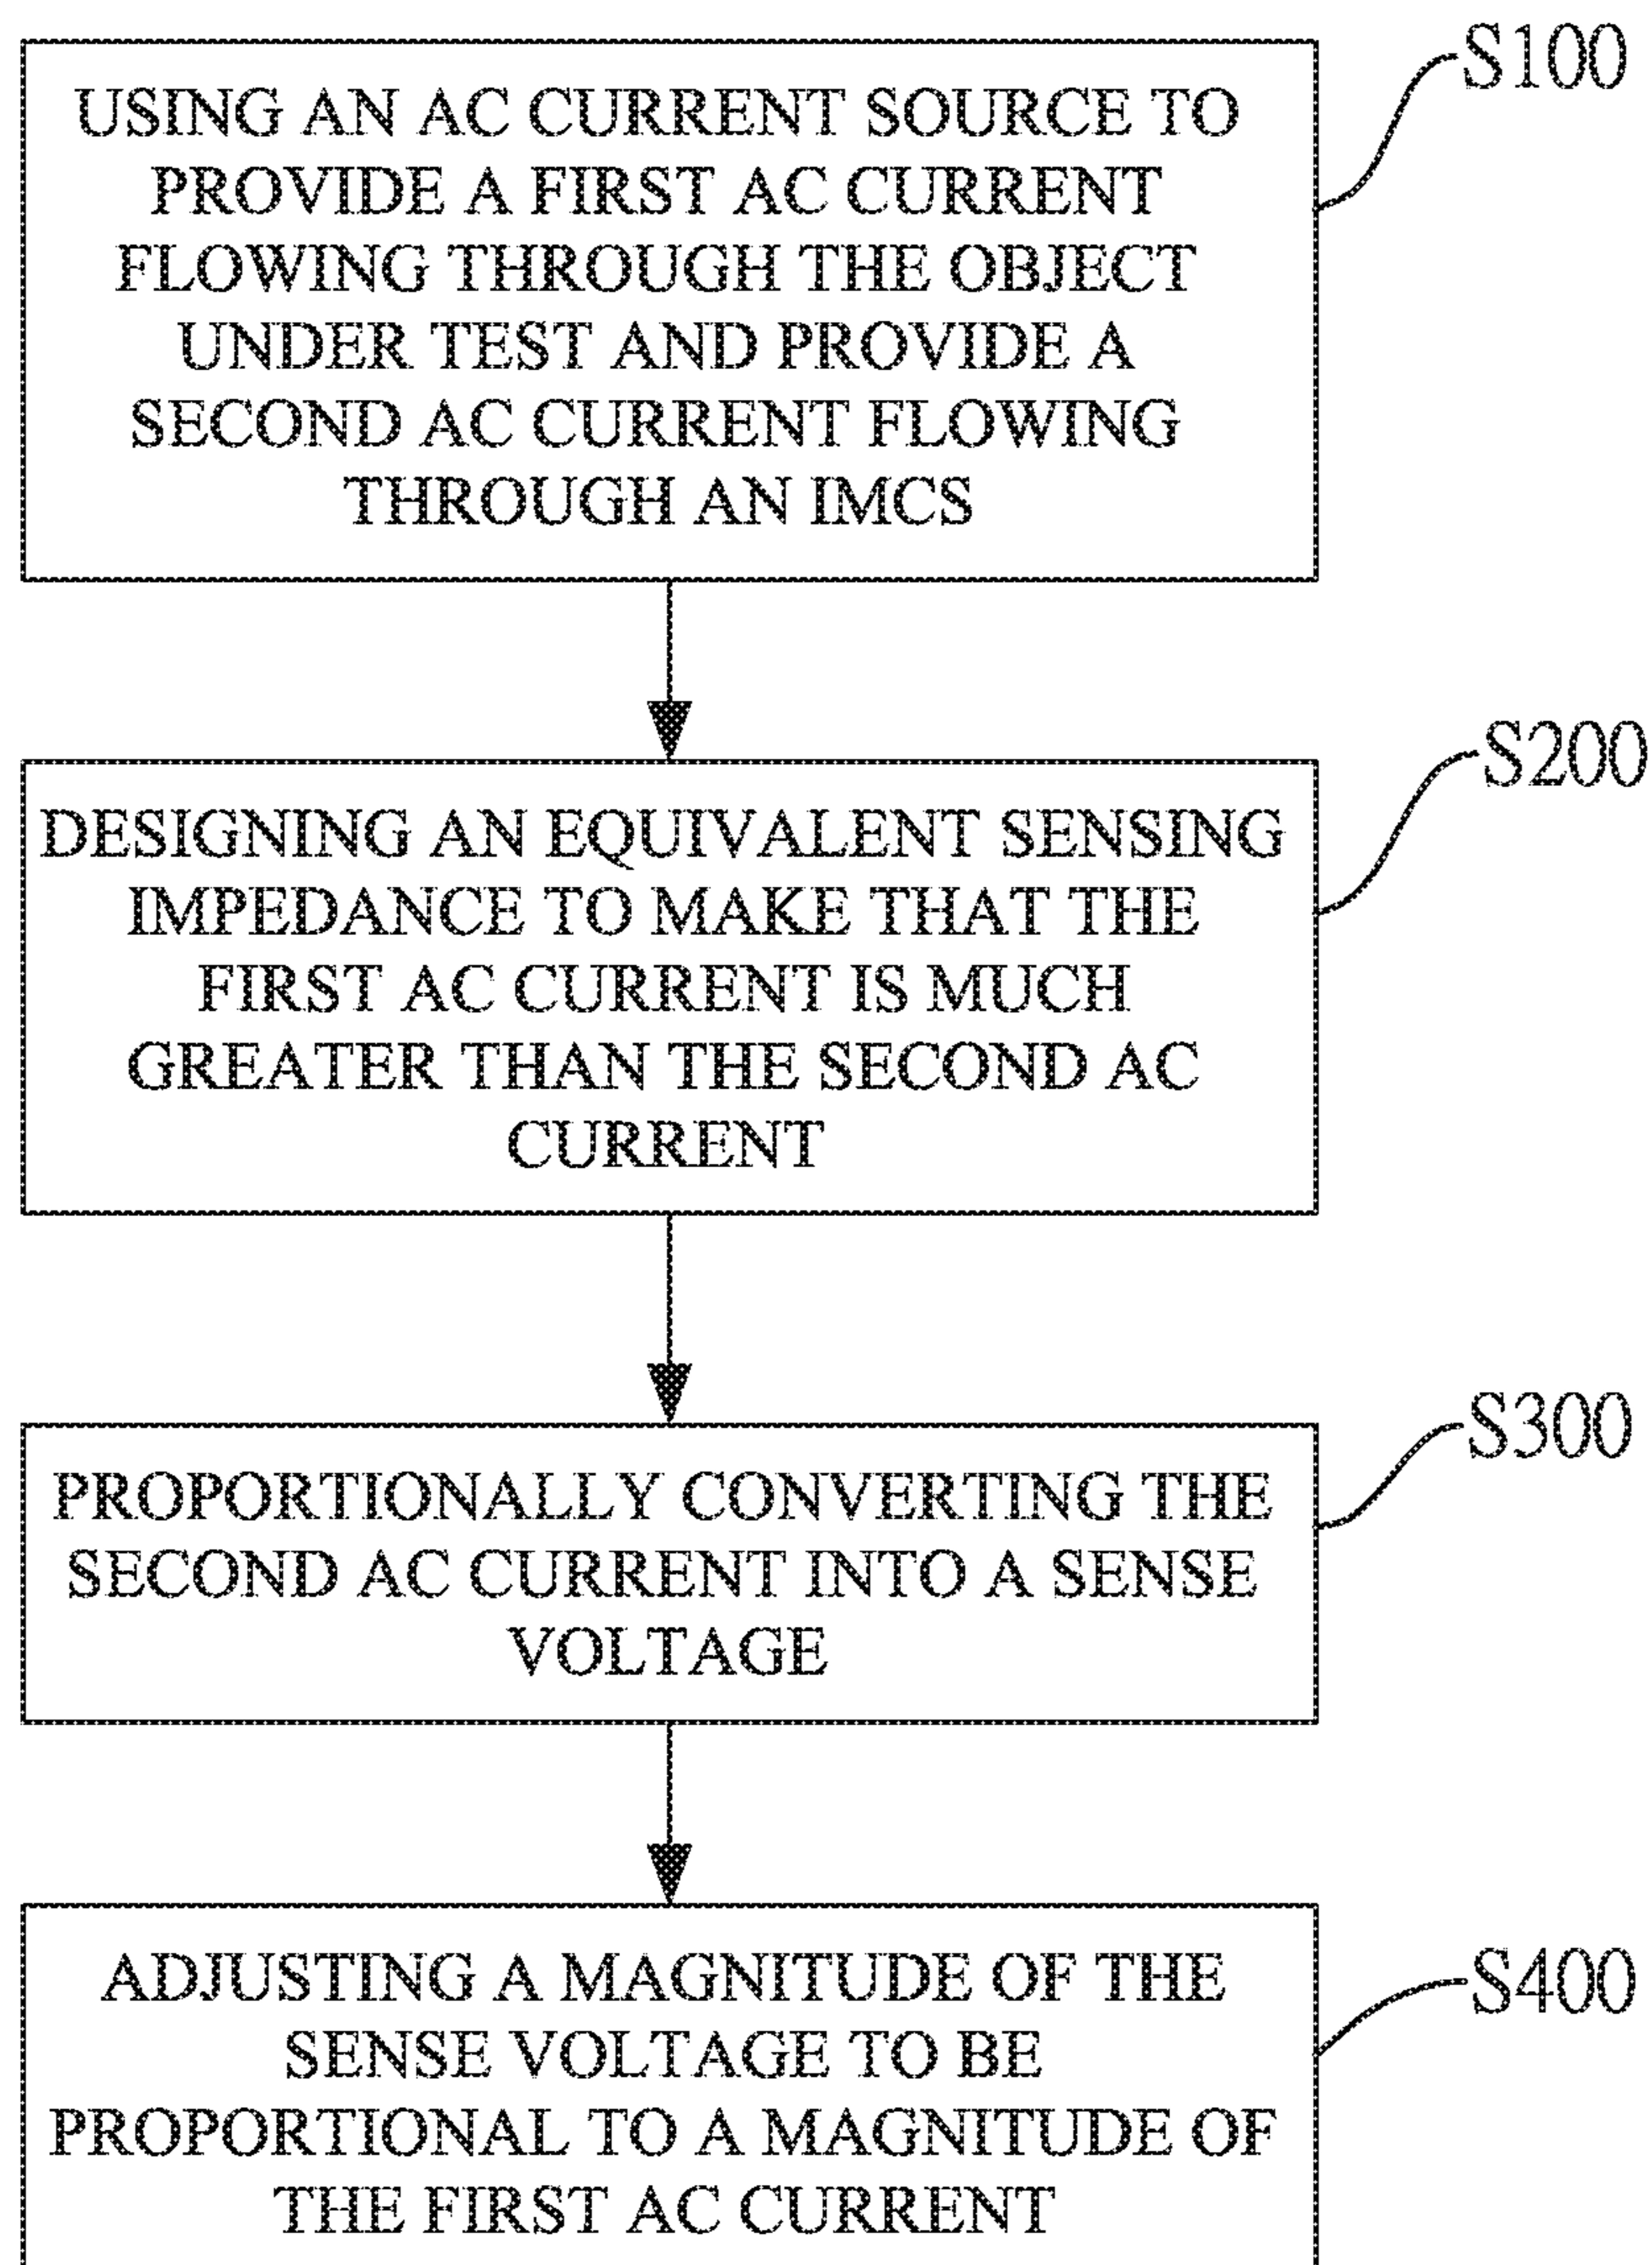 S100
USING AN AC CURRENT SOURCE TO
PROVIDE A FIRST AC CURRENT
FLOWING THROUGH THE OBJECT
UNDER TEST AND PROVIDE A
SECOND AC CURRENT FLOWING
THROUGH AN IMCS
S200
DESIGNING AN EQUIVALENT SENSING
IMPEDANCE TO MAKE THAT THE
FIRST AC CURRENT IS MUCH
GREATER THAN THE SECOND AC
CURRENT
S300
PROPORTIONALLY CONVERTING THE
SECOND AC CURRENT INTO A SENSE
VOLTAGE
S400
ADJUSTING A MAGNITUDE OF THE
SENSE VOLTAGE TO BE
PROPORTIONAL TO A MAGNITUDE OF
THE FIRST AC CURRENT